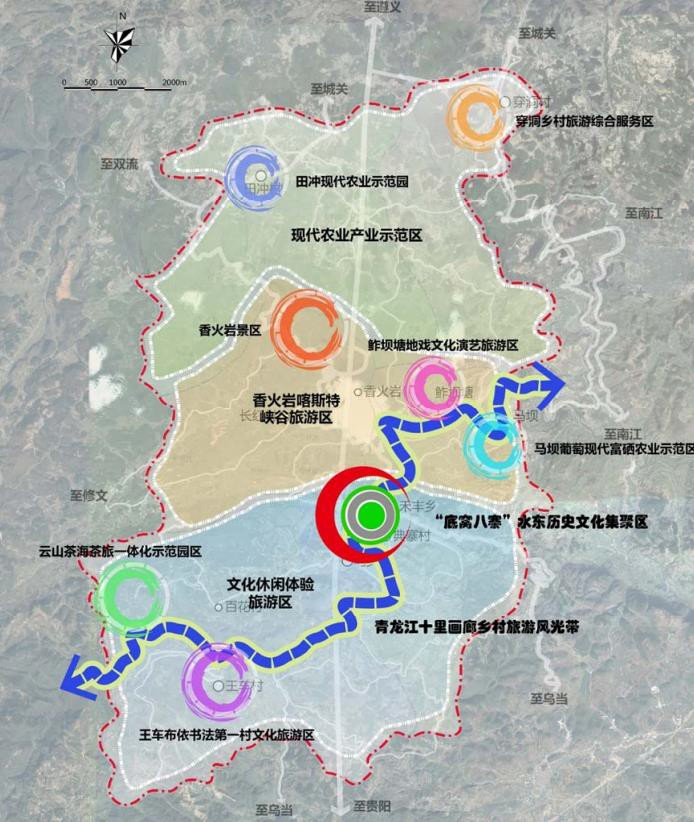 至遵义
N
至城关
0 500 1000 2000m
至城关
穿洞村
穿洞乡村旅游综合服务区
至双流
田冲现代农业示范园
田冲村
至南江
现代农业产业示范区
香火岩景区
鲊坝塘地戏文化演艺旅游区
香火岩
鲊坝塘
香火岩喀斯特
峡谷旅游区
马坝
至南江
马坝葡萄现代富硒农业示范区
至修文
禾丰乡
“底窝八寨”水东历史文化集聚区
典寨村
云山茶海茶旅一体化示范园区
文化休闲体验
旅游区
百花
青龙江十里画廊乡村旅游风光带
王车村
至乌当
王车布依书法第一村文化旅游区
至乌当
至贵阳